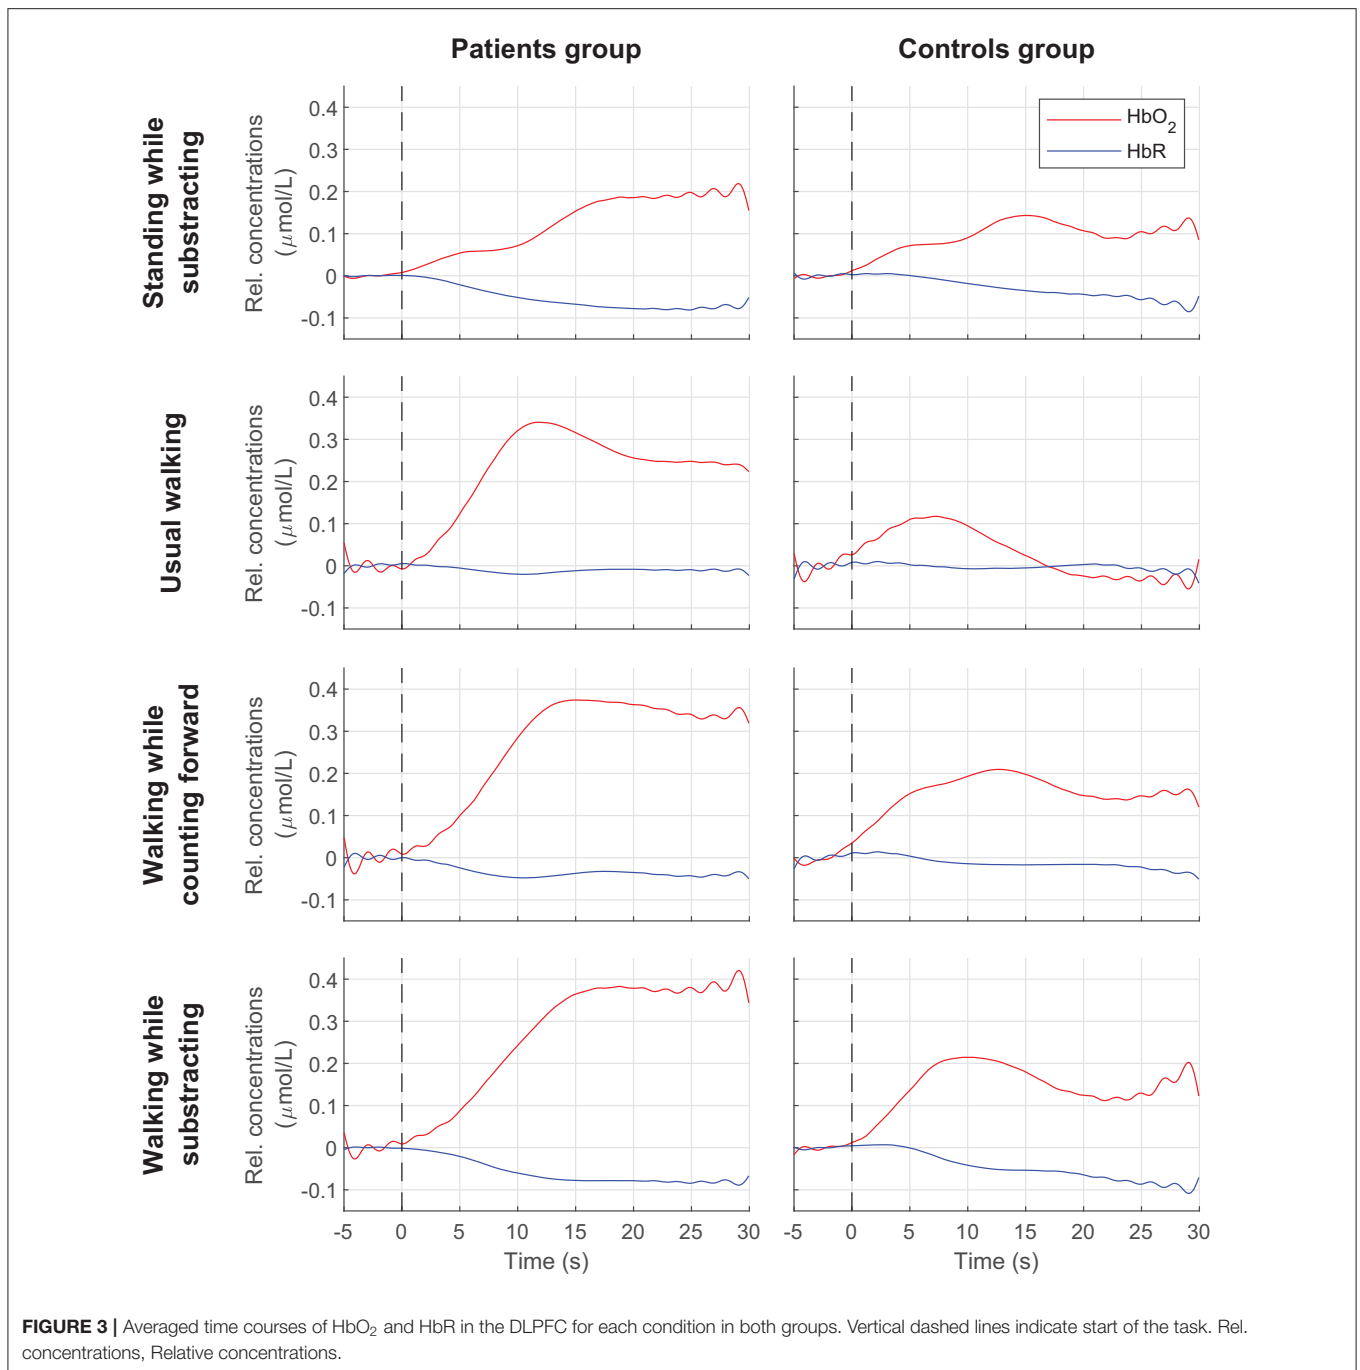 Patients group
Controls group
Standing while
substracting
Rel. concentrations
(μmol/L)
0.4
0.3
0.2
0.1
0
-0.1
HbO2
HbR
Usual walking
Rel. concentrations
(μmol/L)
0.4
0.3
0.2
0.1
0
-0.1
Walking while
counting forward
Rel. concentrations
(μmol/L)
0.4
0.3
0.2
0.1
0
-0.1
Walking while
substracting
Rel. concentrations
(μmol/L)
0.4
0.3
0.2
0.1
0
-0.1
-5 0 5 10 15 20 25 30
Time (s)
-5 0 5 10 15 20 25 30
Time (s)
FIGURE 3 | Averaged time courses of HbO2 and HbR in the DLPFC for each condition in both groups. Vertical dashed lines indicate start of the task. Rel.
concentrations, Relative concentrations.